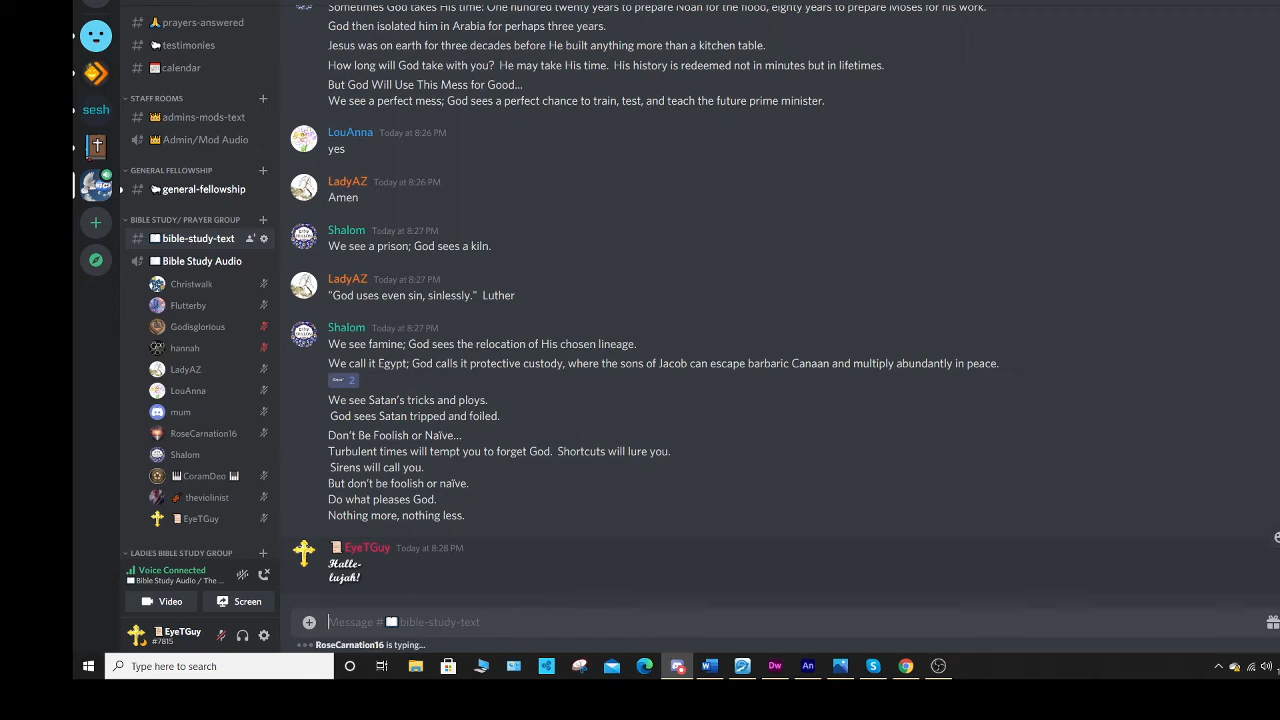 sesh
prayers-answered
testimonies
calendar
STAFF ROOMS
admins-mods-text
Admin/Mod Audio
GENERAL FELLOWSHIP
general-fellowship
BIBLE STUDY/ PRAYER GROUP
bible-study-text
Bible Study Audio
Christwalk
Flutterby
Godisglorious
hannah
LadyAZ
LouAnna
mum
RoseCarnation16
Shalom
CoramDeo
theviolinist
EyeTGuy
LADIES BIBLE STUDY GROUP
Voice Connected
Bible Study Audio / The ...
Video
Screen
EyeTGuy
#7815
Sometimes God takes His time: One hundred twenty years to prepare Noah for the flood, eighty years to prepare Moses for his work.
God then isolated him in Arabia for perhaps three years.
Jesus was on earth for three decades before He built anything more than a kitchen table.
How long will God take with you?  He may take His time.  His history is redeemed not in minutes but in lifetimes.
But God Will Use This Mess for Good...
We see a perfect mess; God sees a perfect chance to train, test, and teach the future prime minister.
LouAnna Today at 8:26 PM
yes
LadyAZ Today at 8:26 PM
Amen
Shalom Today at 8:27 PM
We see a prison; God sees a kiln.
LadyAZ Today at 8:27 PM
"God uses even sin, sinlessly."  Luther
Shalom Today at 8:27 PM
We see famine; God sees the relocation of His chosen lineage.
We call it Egypt; God calls it protective custody, where the sons of Jacob can escape barbaric Canaan and multiply abundantly in peace.
2
We see Satan's tricks and ploys.
God sees Satan tripped and foiled.
Don't Be Foolish or Naïve...
Turbulent times will tempt you to forget God.  Shortcuts will lure you.
Sirens will call you.
But don't be foolish or naïve.
Do what pleases God.
Nothing more, nothing less.
EyeTGuy Today at 8:28 PM
Halle-
lujah!
Message # bible-study-text
RoseCarnation16 is typing...
Type here to search